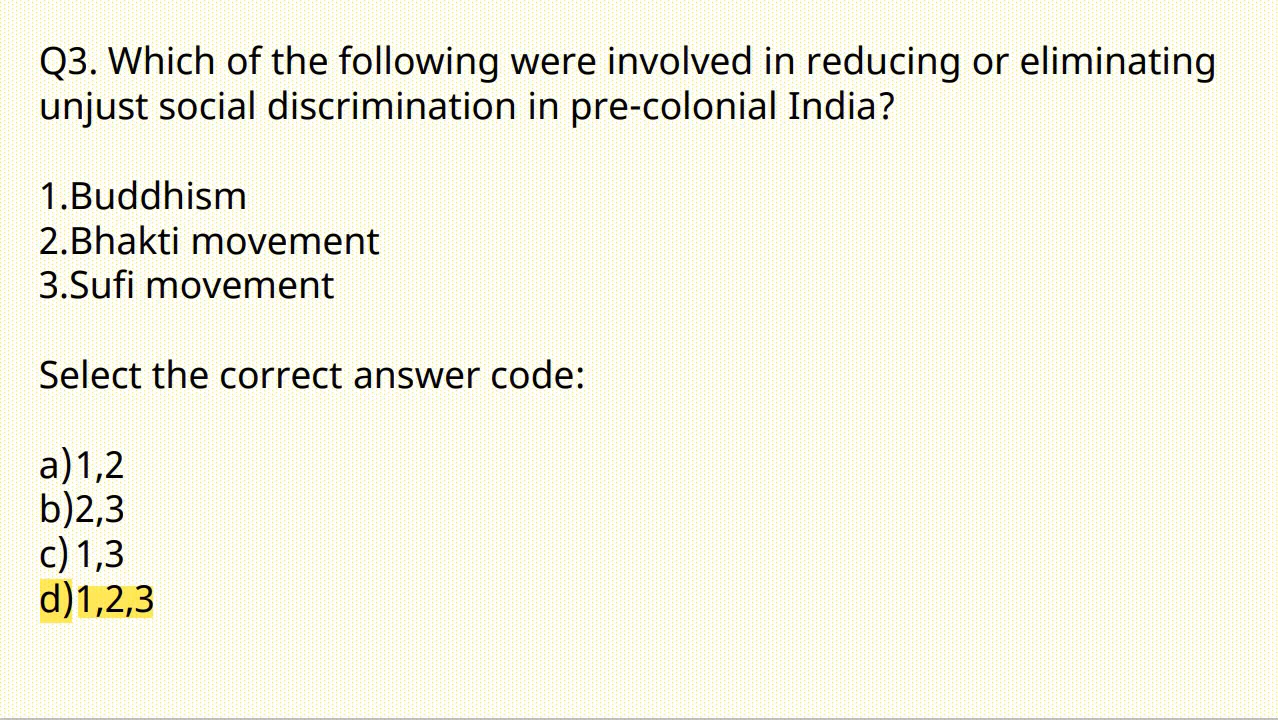 Q3. Which of the following were involved in reducing or eliminating
unjust social discrimination in pre-colonial India?
1.Buddhism
2.Bhakti movement
3.Sufi movement
Select the correct answer code:
a)1,2
b)2,3
c) 1,3
d)1,2,3